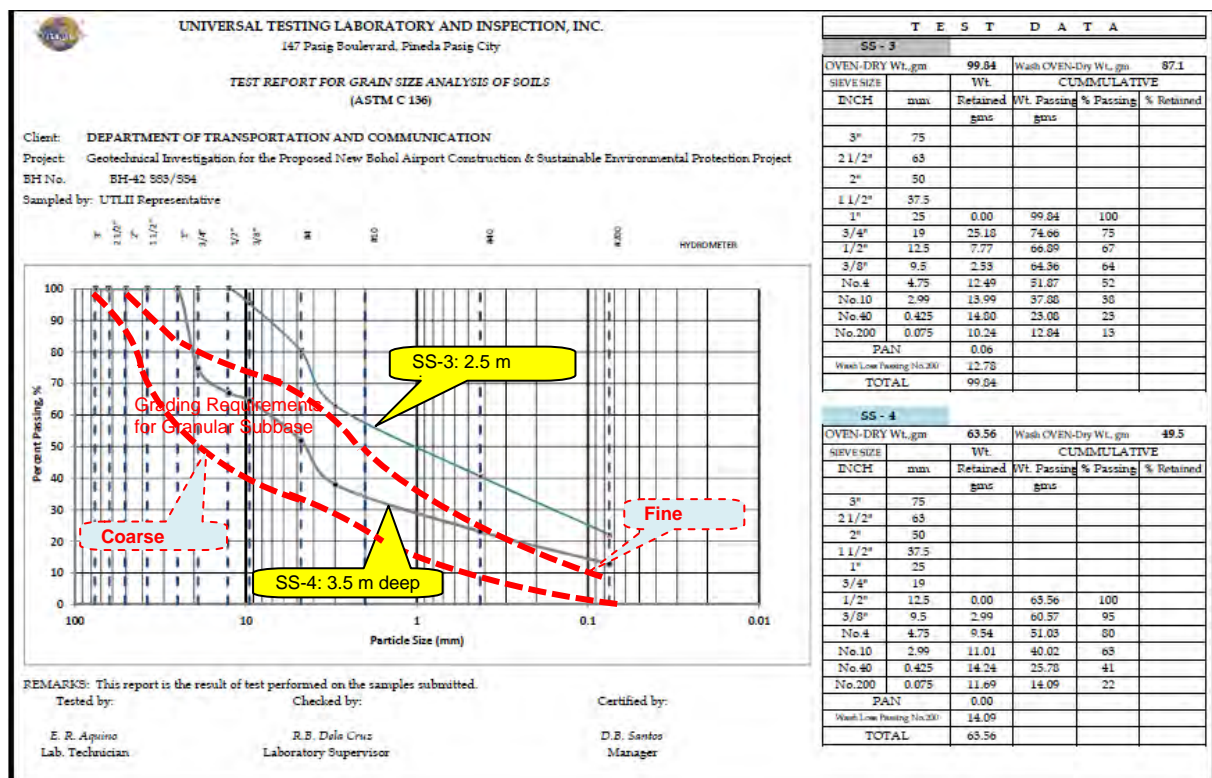 UNIVERSAL TESTING LABORATORY AND INSPECTION, INC.
147 Pasig Boulevard, Pineda Pasig City
TEST REPORT FOR GRAIN SIZE ANALYSIS OF SOILS
(ASTM C 136)
Client: DEPARTMENT OF TRANSPORTATION AND COMMUNICATION
Project: Geotechnical Investigation for the Proposed New Bohol Airport Construction & Sustainable Environmental Protection Project
BH No. BH-42 SS3/SS4
Sampled by: UTLII Representative
3" 2 1/2" 2" 1 1/2" 1" 3/4" 1/2" 3/8" #4 #10 #40 #200 HYDROMETER
100
90
80
70
60
50
40
30
20
10
0
Percent Passing, %
SS-3: 2.5 m
Grading Requirements
for Granular Subbase
Coarse
Fine
SS-4: 3.5 m deep
100 10 1 0.1 0.01
Particle Size (mm)
REMARKS: This report is the result of test performed on the samples submitted.
Tested by: Checked by: Certified by:
E. R. Aquino R.B. Dela Cruz D.B. Santos
Lab. Technician Laboratory Supervisor Manager
T E S T D A T A
SS - 3
OVEN-DRY Wt.,gm 99.84 Wash OVEN-Dry Wt., gm 87.1
SIEVE SIZE Wt. CUMMULATIVE
INCH mm Retained Wt. Passing % Passing % Retained
gms gms
3" 75
2 1/2" 63
2" 50
1 1/2" 37.5
1" 25 0.00 99.84 100
3/4" 19 25.18 74.66 75
1/2" 12.5 7.77 66.89 67
3/8" 9.5 2.53 64.36 64
No.4 4.75 12.49 51.87 52
No.10 2.99 13.99 37.88 38
No.40 0.425 14.80 23.08 23
No.200 0.075 10.24 12.84 13
PAN 0.06
Wash Loss Passing No.200 12.78
TOTAL 99.84
SS - 4
OVEN-DRY Wt.,gm 63.56 Wash OVEN-Dry Wt., gm 49.5
SIEVE SIZE Wt. CUMMULATIVE
INCH mm Retained Wt. Passing % Passing % Retained
gms gms
3" 75
2 1/2" 63
2" 50
1 1/2" 37.5
1" 25
3/4" 19
1/2" 12.5 0.00 63.56 100
3/8" 9.5 2.99 60.57 95
No.4 4.75 9.54 51.03 80
No.10 2.99 11.01 40.02 63
No.40 0.425 14.24 25.78 41
No.200 0.075 11.69 14.09 22
PAN 0.00
Wash Loss Passing No.200 14.09
TOTAL 63.56